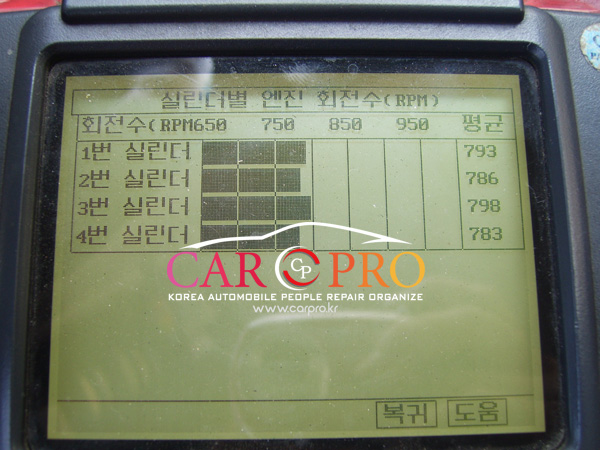 실린더별 엔진 회전수(RPM)
회전수(RPM650 750 850 950 평균
1번 실린더 793
2번 실린더 786
3번 실린더 798
4번 실린더 783
CAR CP PRO
KOREA AUTOMOBILE PEOPLE REPAIR ORGANIZE
www.carpro.kr
복귀 도움